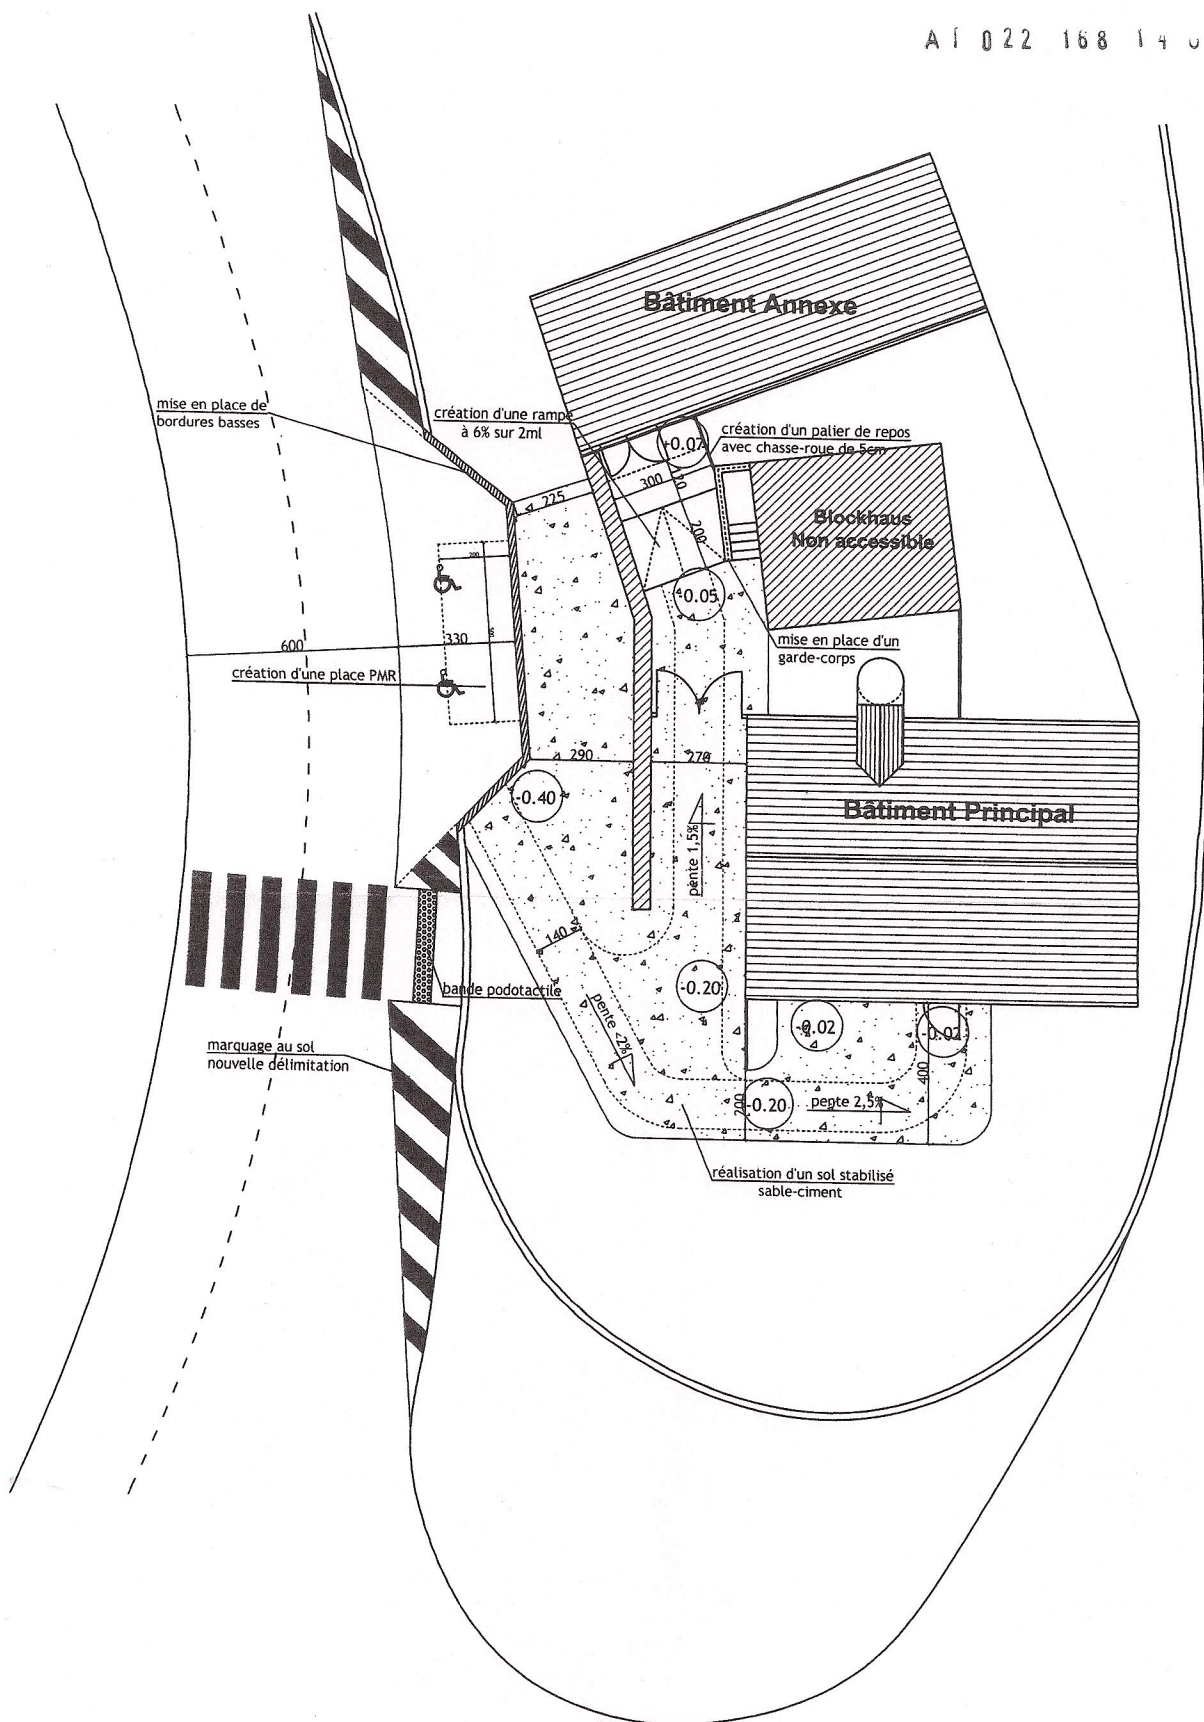 022 168 14
Bâtiment Annexe
mise en place de
bordures basses
création d'une rampe
à 6% sur 2ml
création d'un palier de repos
avec chasse-roue de 5cm
+0.07
225
300
120
200
Blockhaus
Non accessible
200
-0.05
mise en place d'un
garde-corps
600
330
création d'une place PMR
290
270
-0.40
Bâtiment Principal
pente 1,5%
140
bande podotactile
-0.20
pente <2%
-0.02
-0.02
marquage au sol
nouvelle délimitation
400
200
-0.20
pente 2,5%
réalisation d'un sol stabilisé
sable-ciment